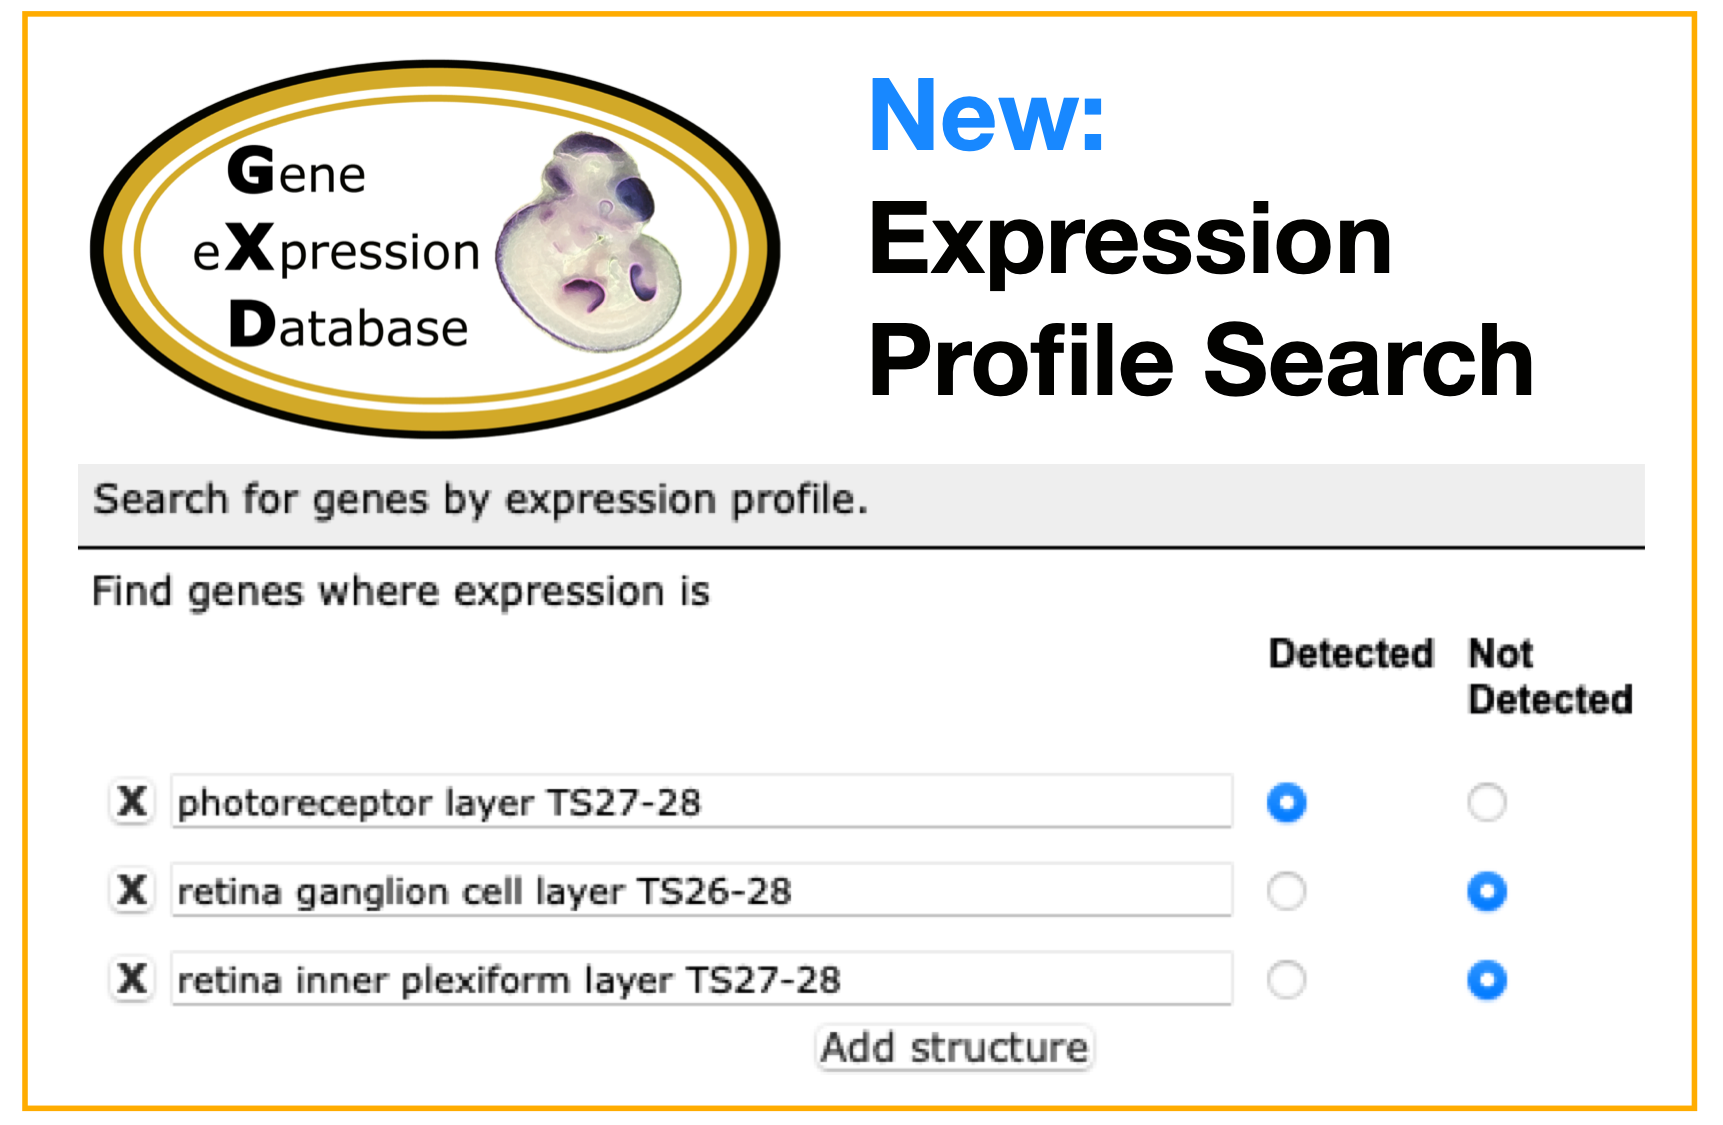 Gene
eXpression
Database
New:
Expression
Profile Search
Search for genes by expression profile.
Find genes where expression is
Detected
Not
Detected
X photoreceptor layer TS27-28
X retina ganglion cell layer TS26-28
X retina inner plexiform layer TS27-28
Add structure